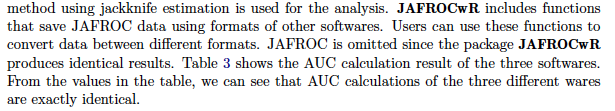 method using jackknife estimation is used for the analysis. JAFROCwR includes functions
that save JAFROC data using formats of other softwares. Users can use these functions to
convert data between different formats. JAFROC is omitted since the package JAFROCwR
produces identical results. Table 3 shows the AUC calculation result of the three softwares.
From the values in the table, we can see that AUC calculations of the three different wares
are exactly identical.